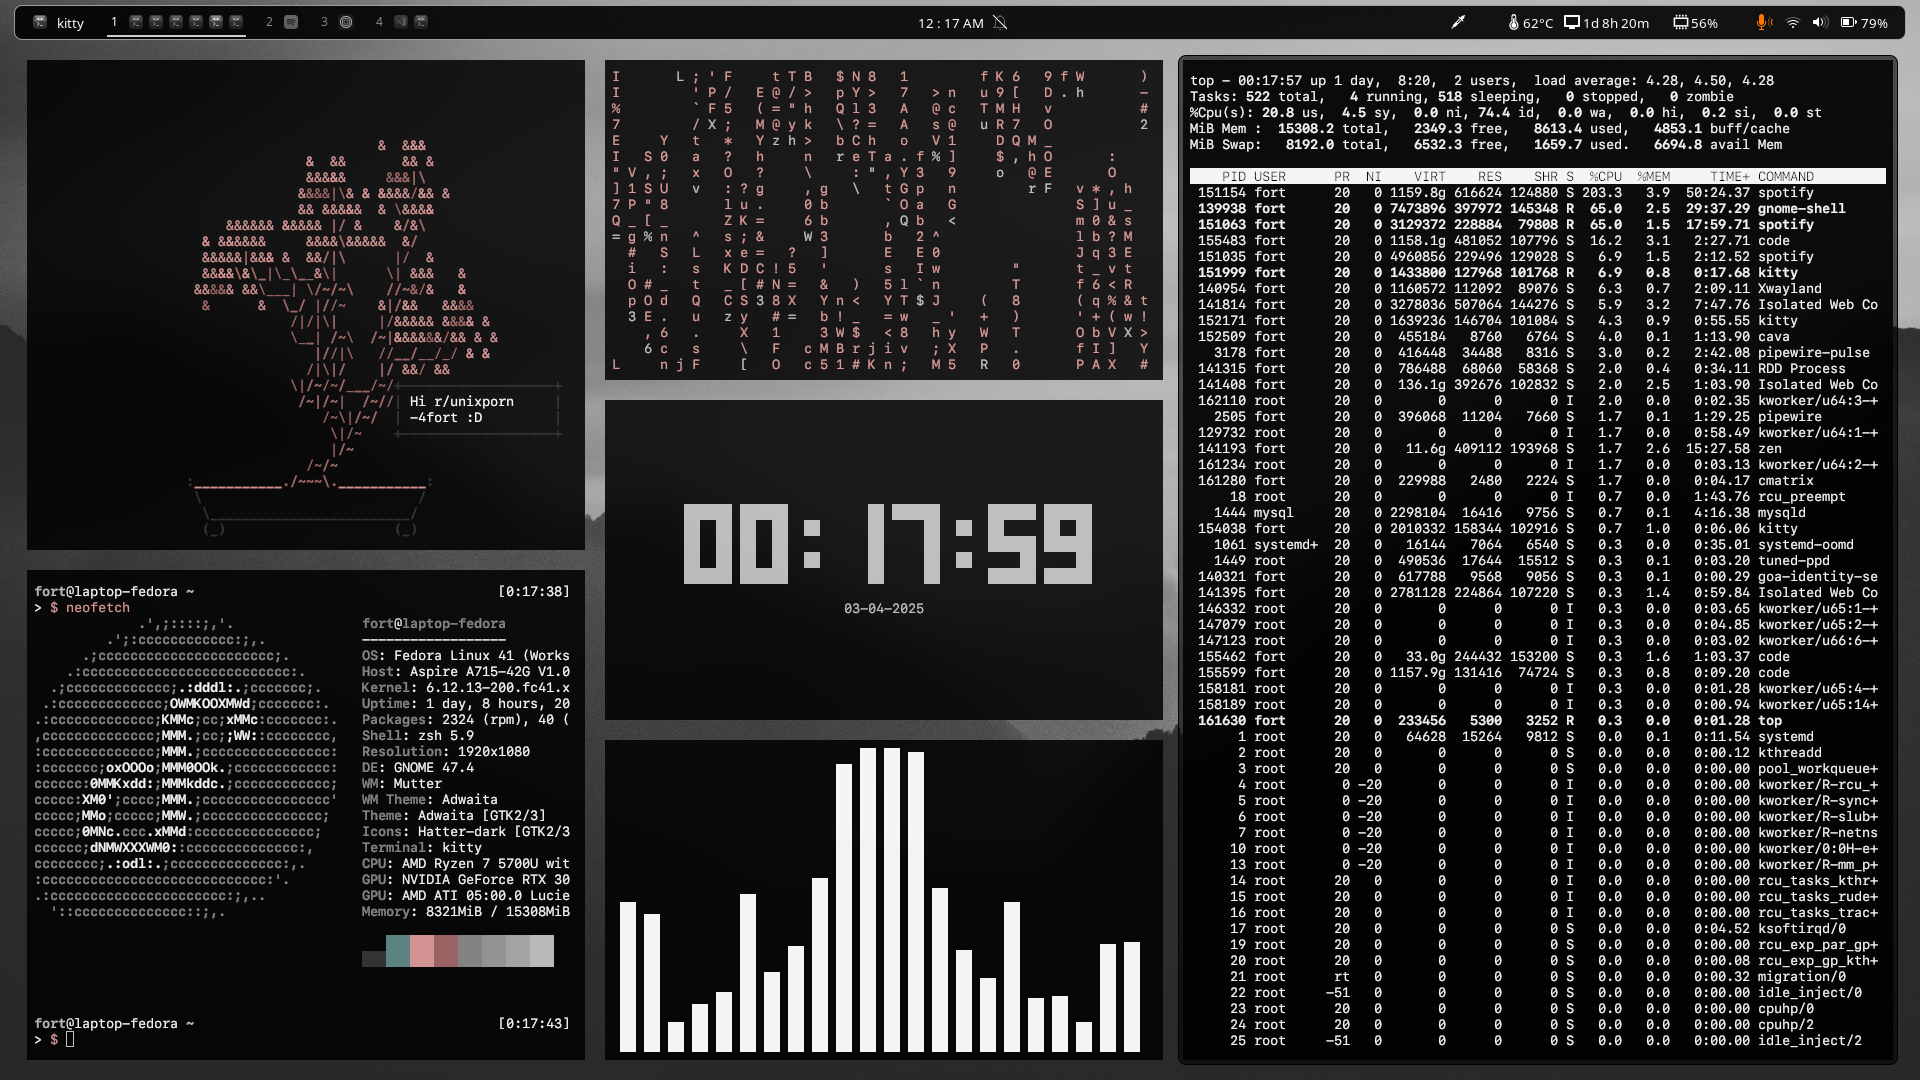 kitty 1 2 3 4 12 : 17 AM 62°C 1d 8h 20m 56% 79%
Hi r/unixporn
-4fort :D
fort@laptop-fedora ~ [0:17:38]
> $ neofetch
fort@laptop-fedora
------------------
OS: Fedora Linux 41 (Works
Host: Aspire A715-42G V1.0
Kernel: 6.12.13-200.fc41.x
Uptime: 1 day, 8 hours, 20
Packages: 2324 (rpm), 40 (
Shell: zsh 5.9
Resolution: 1920x1080
DE: GNOME 47.4
WM: Mutter
WM Theme: Adwaita
Theme: Adwaita [GTK2/3]
Icons: Hatter-dark [GTK2/3
Terminal: kitty
CPU: AMD Ryzen 7 5700U wit
GPU: NVIDIA GeForce RTX 30
GPU: AMD ATI 05:00.0 Lucie
Memory: 8321MiB / 15308MiB
fort@laptop-fedora ~ [0:17:43]
> $
00:17:59
03-04-2025
top - 00:17:57 up 1 day,  8:20,  2 users,  load average: 4.28, 4.50, 4.28
Tasks: 522 total,   4 running, 518 sleeping,   0 stopped,   0 zombie
%Cpu(s): 20.8 us,  4.5 sy,  0.0 ni, 74.4 id,  0.0 wa,  0.0 hi,  0.2 si,  0.0 st
MiB Mem :  15308.2 total,   2349.3 free,   8613.4 used,   4853.1 buff/cache
MiB Swap:   8192.0 total,   6532.3 free,   1659.7 used.   6694.8 avail Mem
PID USER PR NI VIRT RES SHR S %CPU %MEM TIME+ COMMAND
151154 fort 20 0 1159.8g 616624 124880 S 203.3 3.9 50:24.37 spotify
139938 fort 20 0 7473896 397972 145348 R 65.0 2.5 29:37.29 gnome-shell
151063 fort 20 0 3129372 228884 79808 R 65.0 1.5 17:59.71 spotify
155483 fort 20 0 1158.1g 481052 107796 S 16.2 3.1 2:27.71 code
151035 fort 20 0 4960856 229496 129028 S 6.9 1.5 2:12.52 spotify
151999 fort 20 0 1433800 127968 101768 R 6.9 0.8 0:17.68 kitty
140954 fort 20 0 1160572 112092 89076 S 6.3 0.7 2:09.11 Xwayland
141814 fort 20 0 3278036 507064 144276 S 5.9 3.2 7:47.76 Isolated Web Co
152171 fort 20 0 1639236 146704 101084 S 4.3 0.9 0:55.55 kitty
152509 fort 20 0 455184 8760 6764 S 4.0 0.1 1:13.90 cava
3178 fort 20 0 416448 34488 8316 S 3.0 0.2 2:42.08 pipewire-pulse
141315 fort 20 0 786488 68060 58368 S 2.0 0.4 0:34.11 RDD Process
141408 fort 20 0 136.1g 392676 102832 S 2.0 2.5 1:03.90 Isolated Web Co
162110 root 20 0 0 0 0 I 2.0 0.0 0:02.35 kworker/u64:3-+
2505 fort 20 0 396068 11204 7660 S 1.7 0.1 1:29.25 pipewire
129732 root 20 0 0 0 0 I 1.7 0.0 0:58.49 kworker/u64:1-+
141193 fort 20 0 11.6g 409112 193968 S 1.7 2.6 15:27.58 zen
161234 root 20 0 0 0 0 I 1.7 0.0 0:03.13 kworker/u64:2-+
161280 fort 20 0 229988 2480 2224 S 1.7 0.0 0:04.17 cmatrix
18 root 20 0 0 0 0 I 0.7 0.0 1:43.76 rcu_preempt
1444 mysql 20 0 2298104 16416 9756 S 0.7 0.1 4:16.38 mysqld
154038 fort 20 0 2010332 158344 102916 S 0.7 1.0 0:06.06 kitty
1061 systemd+ 20 0 16144 7064 6540 S 0.3 0.0 0:35.01 systemd-oomd
1449 root 20 0 490536 17644 15512 S 0.3 0.1 0:03.20 tuned-ppd
140321 fort 20 0 617788 9568 9056 S 0.3 0.1 0:00.29 goa-identity-se
141395 fort 20 0 2781128 224864 107220 S 0.3 1.4 0:59.84 Isolated Web Co
146332 root 20 0 0 0 0 I 0.3 0.0 0:03.65 kworker/u65:1-+
147079 root 20 0 0 0 0 I 0.3 0.0 0:04.85 kworker/u65:2-+
147123 root 20 0 0 0 0 I 0.3 0.0 0:03.02 kworker/u66:6-+
155462 fort 20 0 33.0g 244432 153200 S 0.3 1.6 1:03.37 code
155599 fort 20 0 1157.9g 131416 74724 S 0.3 0.8 0:09.20 code
158181 root 20 0 0 0 0 I 0.3 0.0 0:01.28 kworker/u65:4-+
158189 root 20 0 0 0 0 I 0.3 0.0 0:00.94 kworker/u65:14+
161630 fort 20 0 233456 5300 3252 R 0.3 0.0 0:01.28 top
1 root 20 0 64628 15264 9812 S 0.0 0.1 0:11.54 systemd
2 root 20 0 0 0 0 S 0.0 0.0 0:00.12 kthreadd
3 root 20 0 0 0 0 S 0.0 0.0 0:00.00 pool_workqueue+
4 root 0 -20 0 0 0 I 0.0 0.0 0:00.00 kworker/R-rcu_+
5 root 0 -20 0 0 0 I 0.0 0.0 0:00.00 kworker/R-sync+
6 root 0 -20 0 0 0 I 0.0 0.0 0:00.00 kworker/R-slub+
7 root 0 -20 0 0 0 I 0.0 0.0 0:00.00 kworker/R-netns
10 root 0 -20 0 0 0 I 0.0 0.0 0:00.00 kworker/0:0H-e+
13 root 0 -20 0 0 0 I 0.0 0.0 0:00.00 kworker/R-mm_p+
14 root 20 0 0 0 0 I 0.0 0.0 0:00.00 rcu_tasks_kthr+
15 root 20 0 0 0 0 I 0.0 0.0 0:00.00 rcu_tasks_rude+
16 root 20 0 0 0 0 I 0.0 0.0 0:00.00 rcu_tasks_trac+
17 root 20 0 0 0 0 S 0.0 0.0 0:04.52 ksoftirqd/0
19 root 20 0 0 0 0 S 0.0 0.0 0:00.00 rcu_exp_par_gp+
20 root 20 0 0 0 0 S 0.0 0.0 0:00.08 rcu_exp_gp_kth+
21 root rt 0 0 0 0 S 0.0 0.0 0:00.32 migration/0
22 root -51 0 0 0 0 S 0.0 0.0 0:00.00 idle_inject/0
23 root 20 0 0 0 0 S 0.0 0.0 0:00.00 cpuhp/0
24 root 20 0 0 0 0 S 0.0 0.0 0:00.00 cpuhp/2
25 root -51 0 0 0 0 S 0.0 0.0 0:00.00 idle_inject/2